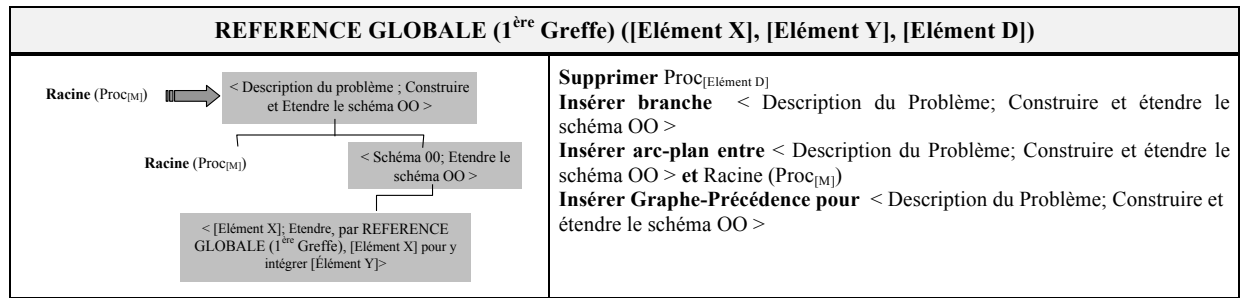 REFERENCE GLOBALE (1ère Greffe) ([Elément X], [Elément Y], [Elément D])
Racine (Proc[M])
< Description du problème ; Construire
et Etendre le schéma OO >
Racine (Proc[M])
< Schéma 00; Etendre le
schéma OO >
< [Elément X]; Etendre, par REFERENCE
GLOBALE (1ère Greffe), [Elément X] pour y
intégrer [Élément Y]>
Supprimer Proc[Elément D]
Insérer branche < Description du Problème; Construire et étendre le
schéma OO >
Insérer arc-plan entre < Description du Problème; Construire et étendre le
schéma OO > et Racine (Proc[M])
Insérer Graphe-Précédence pour < Description du Problème; Construire et
étendre le schéma OO >